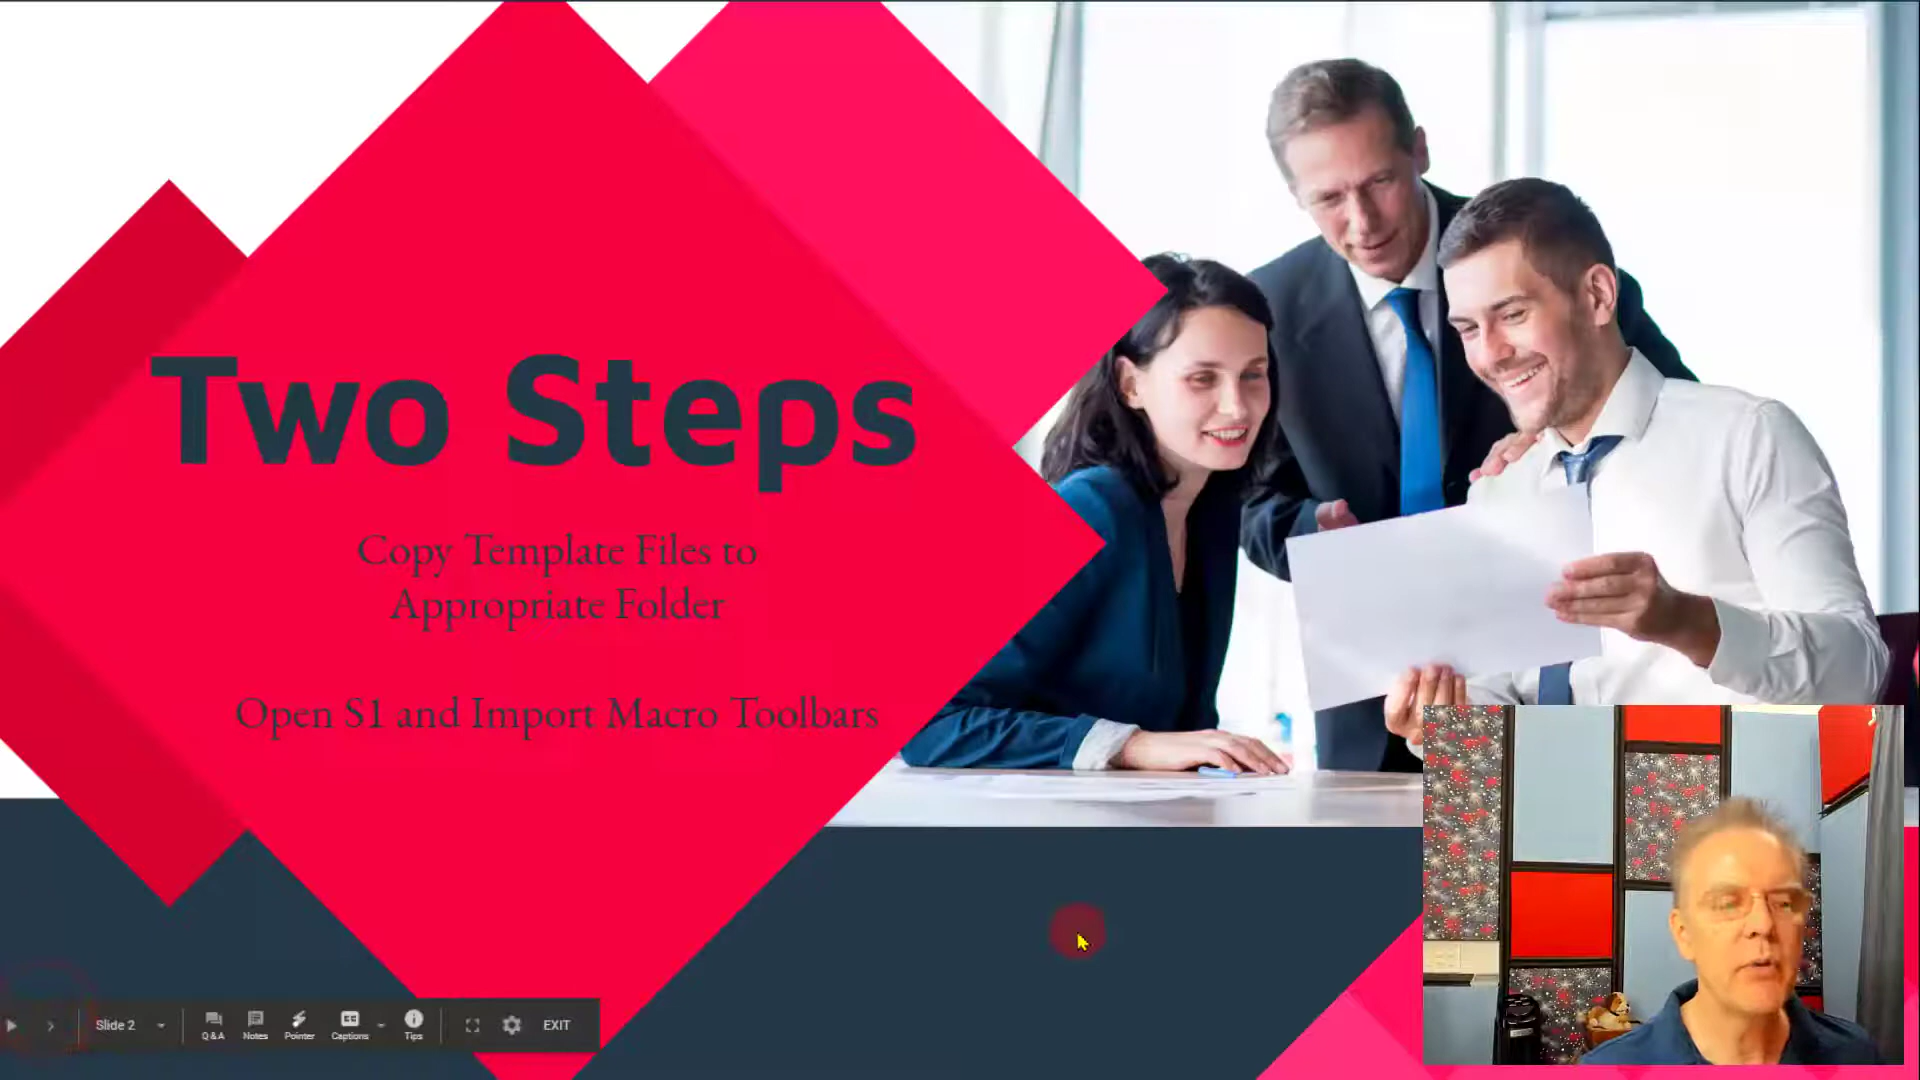 Two Steps
Copy Template Files to
Appropriate Folder
Open S1 and Import Macro Toolbars
Slide 2
Q&A
Notes
Pointer
Captions
Tips
EXIT